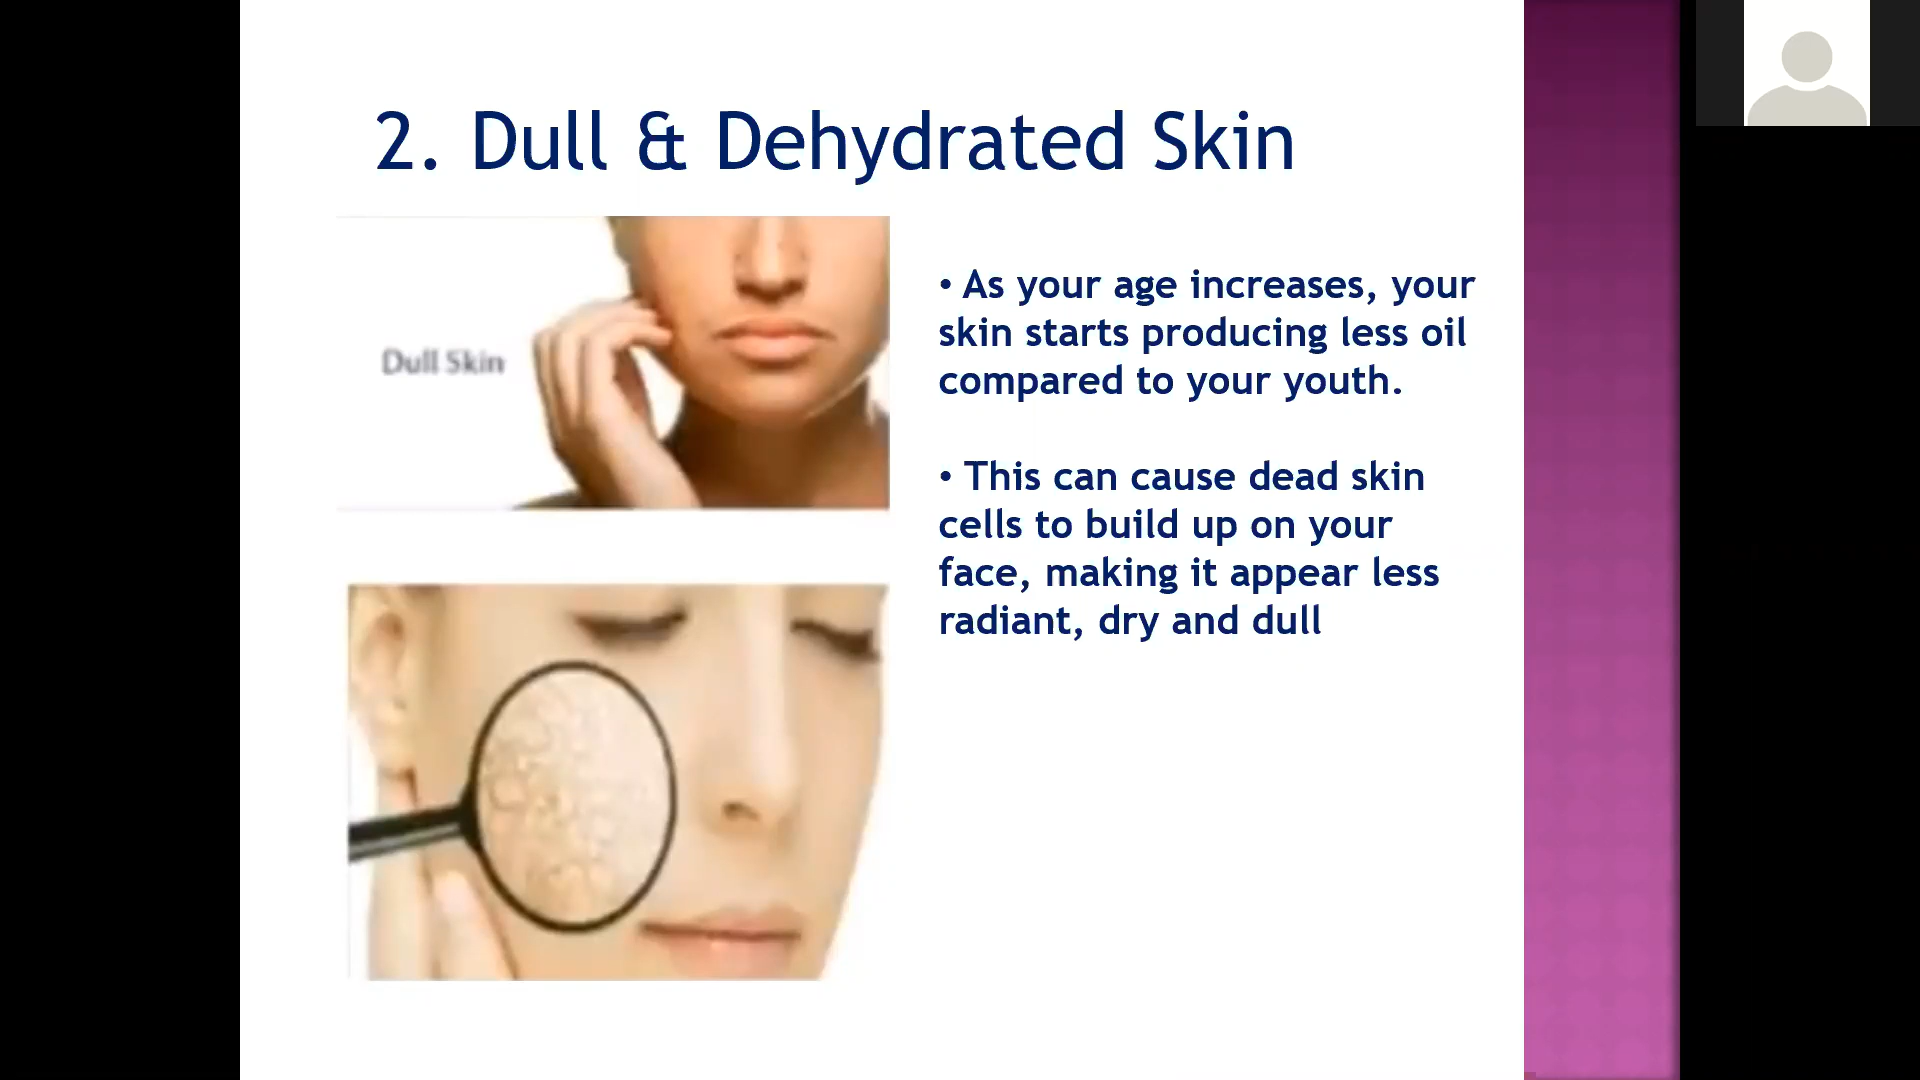 2. Dull & Dehydrated Skin
Dull Skin
• As your age increases, your
skin starts producing less oil
compared to your youth.
• This can cause dead skin
cells to build up on your
face, making it appear less
radiant, dry and dull